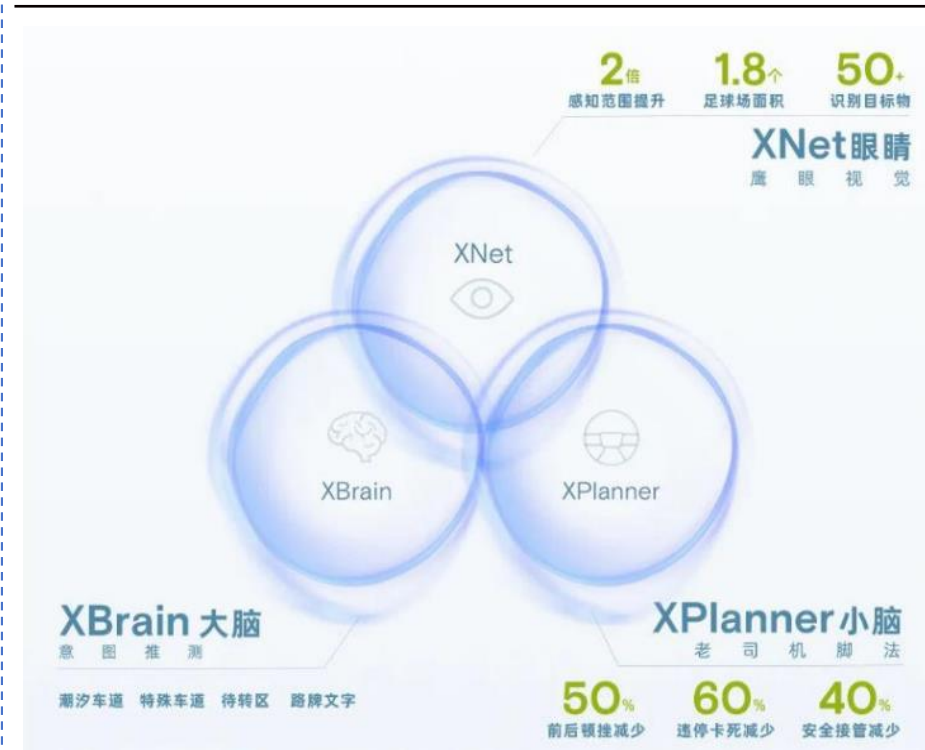 2倍 1.8个 50+
感知范围提升 足球场面积 识别目标物
XNet眼睛
鹰眼视觉
XNet
XBrain
XPlanner
XBrain 大脑
意图推测
潮汐车道 特殊车道 待转区 路牌文字
XPlanner小脑
老司机脚法
50% 60% 40%
前后顿挫减少 违停卡死减少 安全接管减少